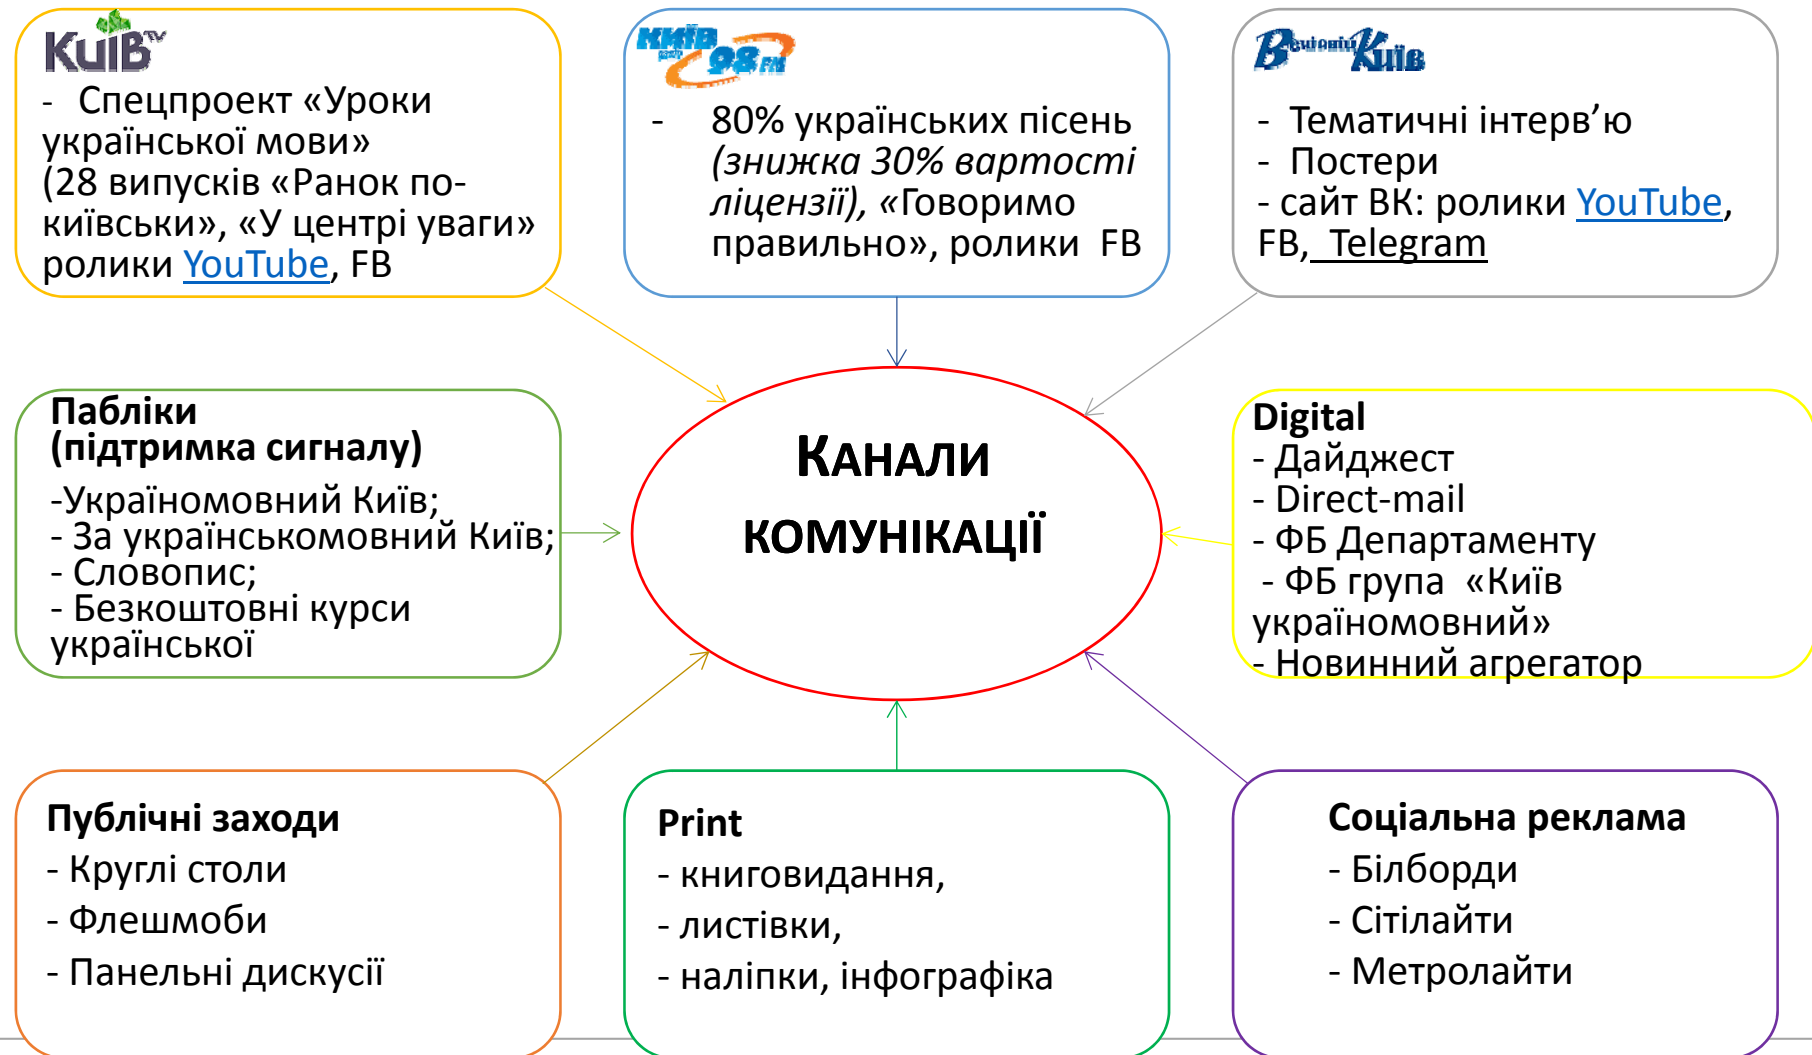 КиїВ TV
- Спецпроект «Уроки
української мови»
(28 випусків «Ранок по-
київськи», «У центрі уваги»
ролики YouTube, FB
КИЇВ
98 FM
- 80% українських пісень
(знижка 30% вартості
ліцензії), «Говоримо
правильно», ролики FB
Вечірній Київ
- Тематичні інтерв’ю
- Постери
- сайт ВК: ролики YouTube,
FB, Telegram
Пабліки
(підтримка сигналу)
-Україномовний Київ;
- За українськомовний Київ;
- Словопис;
- Безкоштовні курси
української
КАНАЛИ
КОМУНІКАЦІЇ
Digital
- Дайджест
- Direct-mail
- ФБ Департаменту
- ФБ група «Київ
україномовний»
- Новинний агрегатор
Публічні заходи
- Круглі столи
- Флешмоби
- Панельні дискусії
Print
- книговидання,
- листівки,
- наліпки, інфографіка
Соціальна реклама
- Білборди
- Сітілайти
- Метролайти